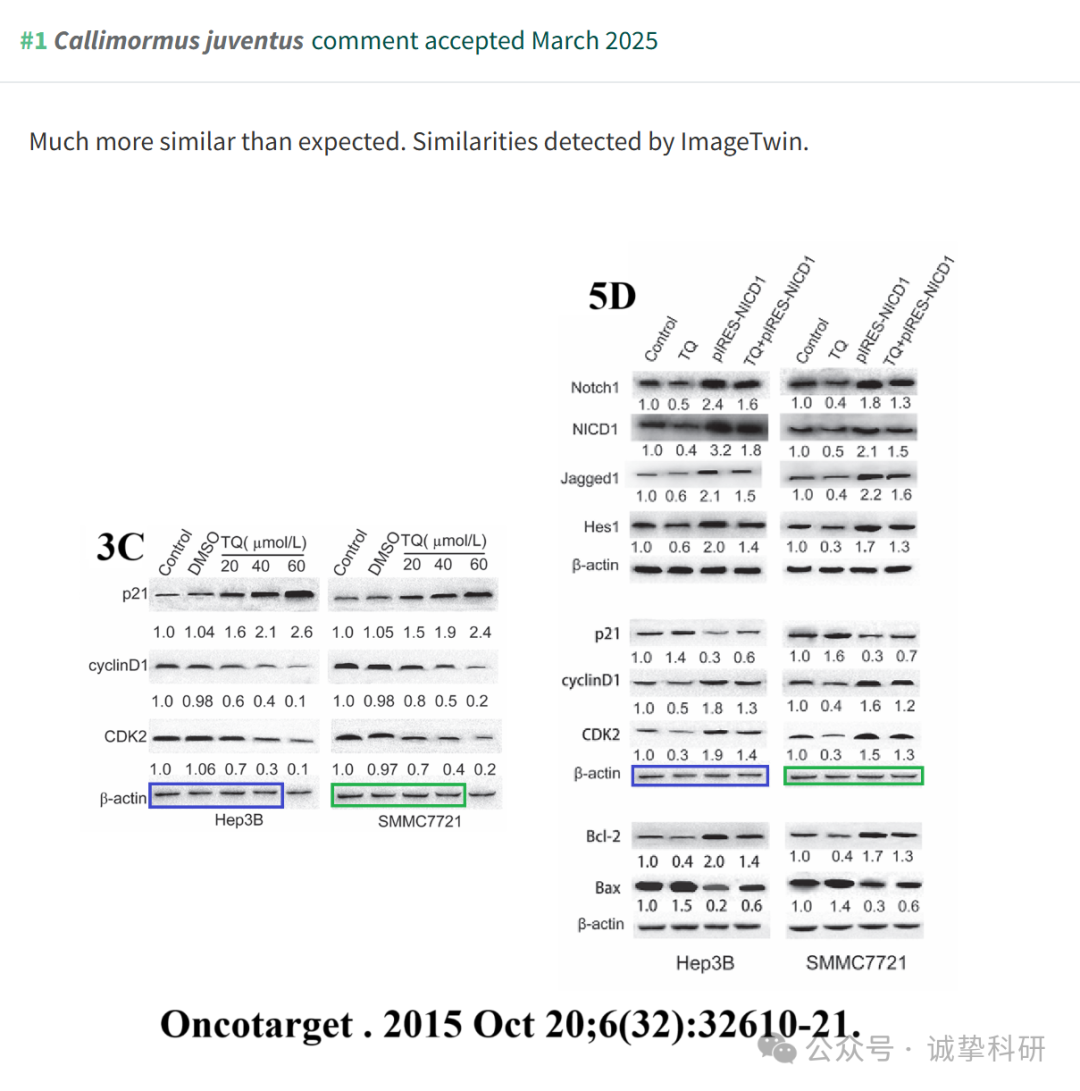 #1 Callimormus juventus comment accepted March 2025
Much more similar than expected. Similarities detected by ImageTwin.
3C
Control DMSO TQ( μmol/L) Control DMSO TQ( μmol/L)
20 40 60 20 40 60
p21
1.0 1.04 1.6 2.1 2.6 1.0 1.05 1.5 1.9 2.4
cyclinD1
1.0 0.98 0.6 0.4 0.1 1.0 0.98 0.8 0.5 0.2
CDK2
1.0 1.06 0.7 0.3 0.1 1.0 0.97 0.7 0.4 0.2
β-actin
Hep3B SMMC7721
5D
Control TQ pIRES-NICD1 TQ+pIRES-NICD1 Control TQ pIRES-NICD1 TQ+pIRES-NICD1
Notch1
1.0 0.5 2.4 1.6 1.0 0.4 1.8 1.3
NICD1
1.0 0.4 3.2 1.8 1.0 0.5 2.1 1.5
Jagged1
1.0 0.6 2.1 1.5 1.0 0.4 2.2 1.6
Hes1
1.0 0.6 2.0 1.4 1.0 0.3 1.7 1.3
β-actin
p21
1.0 1.4 0.3 0.6 1.0 1.6 0.3 0.7
cyclinD1
1.0 0.5 1.8 1.3 1.0 0.4 1.6 1.2
CDK2
1.0 0.3 1.9 1.4 1.0 0.3 1.5 1.3
β-actin
Bcl-2
1.0 0.4 2.0 1.4 1.0 0.4 1.7 1.3
Bax
1.0 1.5 0.2 0.6 1.0 1.4 0.3 0.6
β-actin
Hep3B SMMC7721
Oncotarget . 2015 Oct 20;6(32):32610-21.
公众号 · 诚挚科研